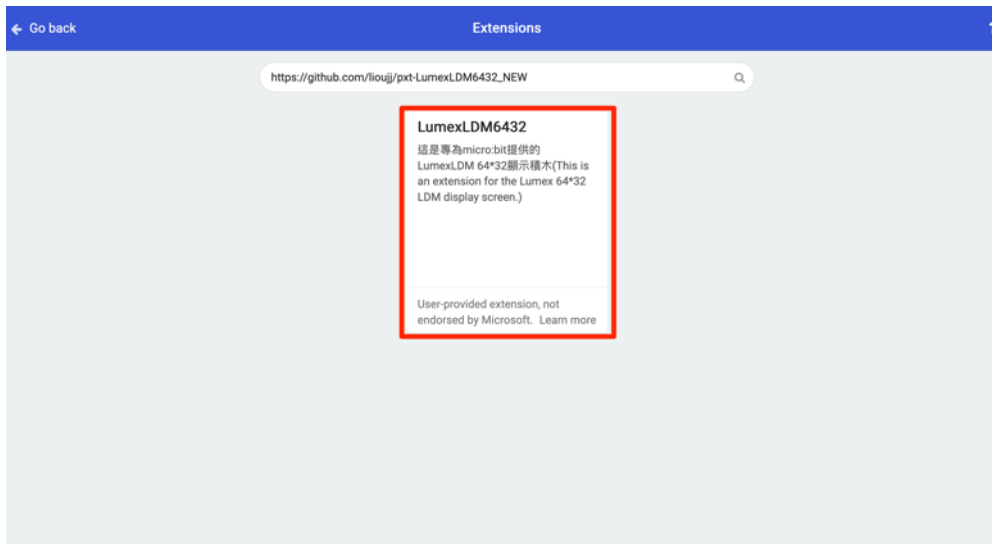 Go back
Extensions
https://github.com/lioujj/pxt-LumexLDM6432_NEW
LumexLDM6432
這是專為micro:bit提供的
LumexLDM 64*32顯示積木(This is
an extension for the Lumex 64*32
LDM display screen.)
User-provided extension, not
endorsed by Microsoft. Learn more